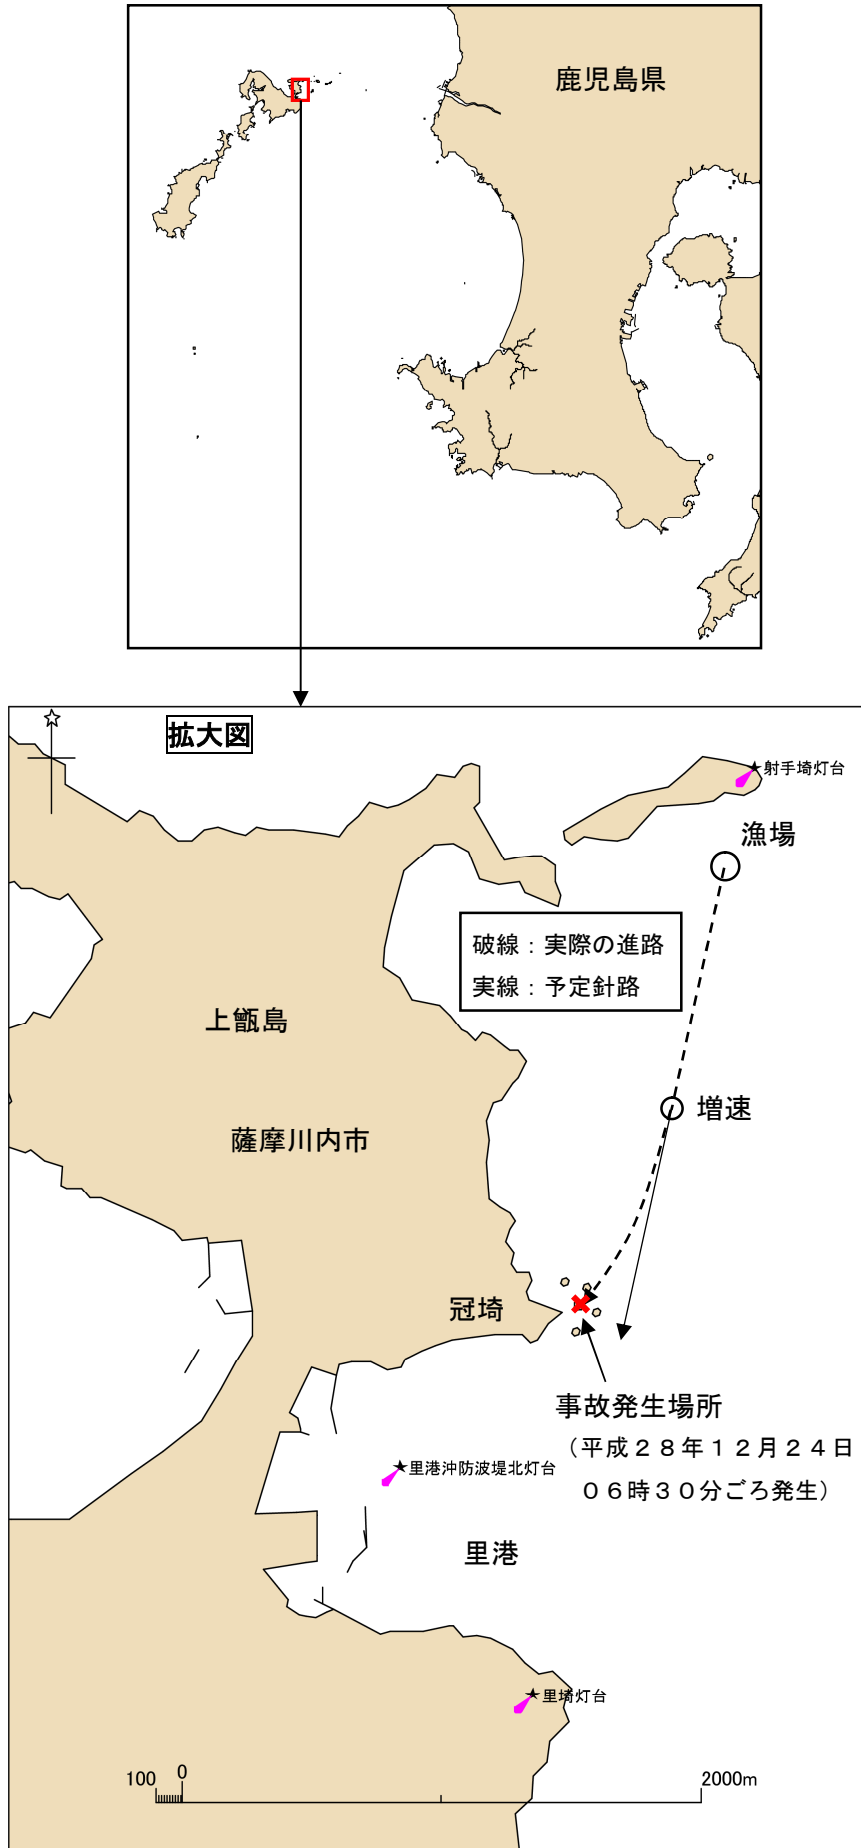 鹿児島県
拡大図
射手埼灯台
漁場
破線：実際の進路
実線：予定針路
上甑島
増速
薩摩川内市
冠埼
事故発生場所
（平成２８年１２月２４日
０６時３０分ごろ発生）
里港沖防波堤北灯台
里港
里埼灯台
100 0 2000m